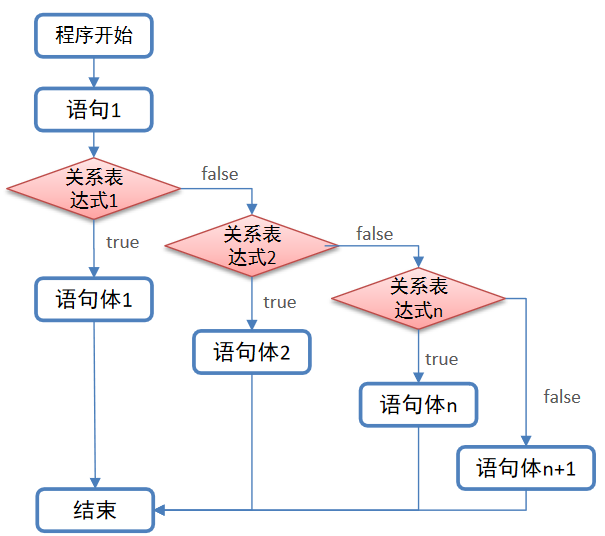 程序开始
语句1
关系表
达式1
false
true
关系表
达式2
false
true
语句体1
关系表
达式n
true
false
语句体2
语句体n
语句体n+1
结束